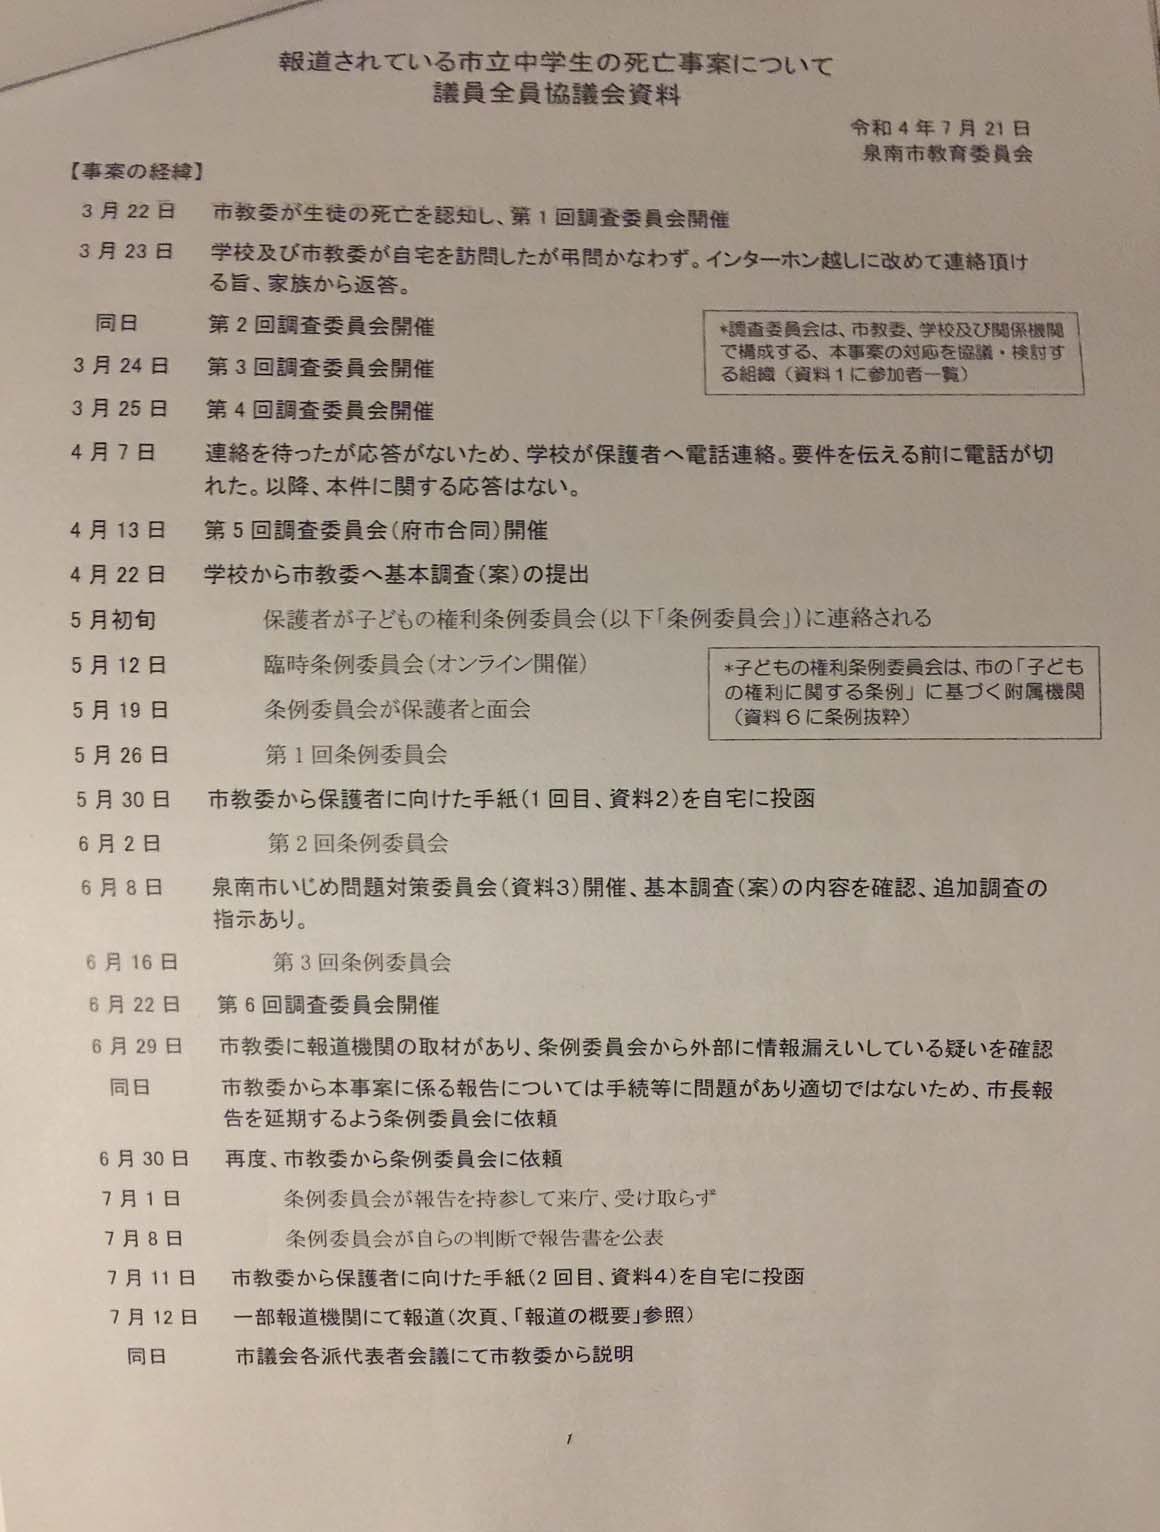 報道されている市立中学生の死亡事案について
議員全員協議会資料
令和4年7月21日
泉南市教育委員会
【事案の経緯】
3月22日 市教委が生徒の死亡を認知し、第1回調査委員会開催
3月23日 学校及び市教委が自宅を訪問したが弔問かなわず。インターホン越しに改めて連絡頂け
る旨、家族から返答。
同日 第2回調査委員会開催
*調査委員会は、市教委、学校及び関係機関
で構成する、本事案の対応を協議・検討す
る組織（資料1に参加者一覧）
3月24日 第3回調査委員会開催
3月25日 第4回調査委員会開催
4月7日 連絡を待ったが応答がないため、学校が保護者へ電話連絡。要件を伝える前に電話が切
れた。以降、本件に関する応答はない。
4月13日 第5回調査委員会（府市合同）開催
4月22日 学校から市教委へ基本調査（案）の提出
5月初旬 保護者が子どもの権利条例委員会（以下「条例委員会」）に連絡される
5月12日 臨時条例委員会（オンライン開催）
*子どもの権利条例委員会は、市の「子ども
の権利に関する条例」に基づく附属機関
（資料6に条例抜粋）
5月19日 条例委員会が保護者と面会
5月26日 第1回条例委員会
5月30日 市教委から保護者に向けた手紙（1回目、資料2）を自宅に投函
6月2日 第2回条例委員会
6月8日 泉南市いじめ問題対策委員会（資料3）開催、基本調査（案）の内容を確認、追加調査の
指示あり。
6月16日 第3回条例委員会
6月22日 第6回調査委員会開催
6月29日 市教委に報道機関の取材があり、条例委員会から外部に情報漏えいしている疑いを確認
同日 市教委から本事案に係る報告については手続等に問題があり適切ではないため、市長報
告を延期するよう条例委員会に依頼
6月30日 再度、市教委から条例委員会に依頼
7月1日 条例委員会が報告を持参して来庁、受け取らず
7月8日 条例委員会が自らの判断で報告書を公表
7月11日 市教委から保護者に向けた手紙（2回目、資料4）を自宅に投函
7月12日 一部報道機関にて報道（次頁、「報道の概要」参照）
同日 市議会各派代表者会議にて市教委から説明
1